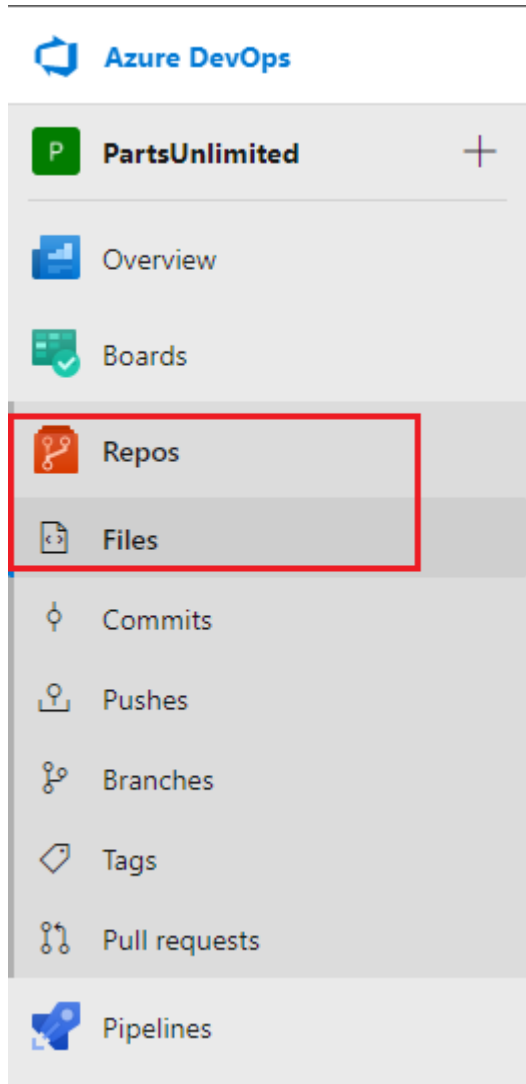 Azure DevOps
P PartsUnlimited
Overview
Boards
Repos
Files
Commits
Pushes
Branches
Tags
Pull requests
Pipelines